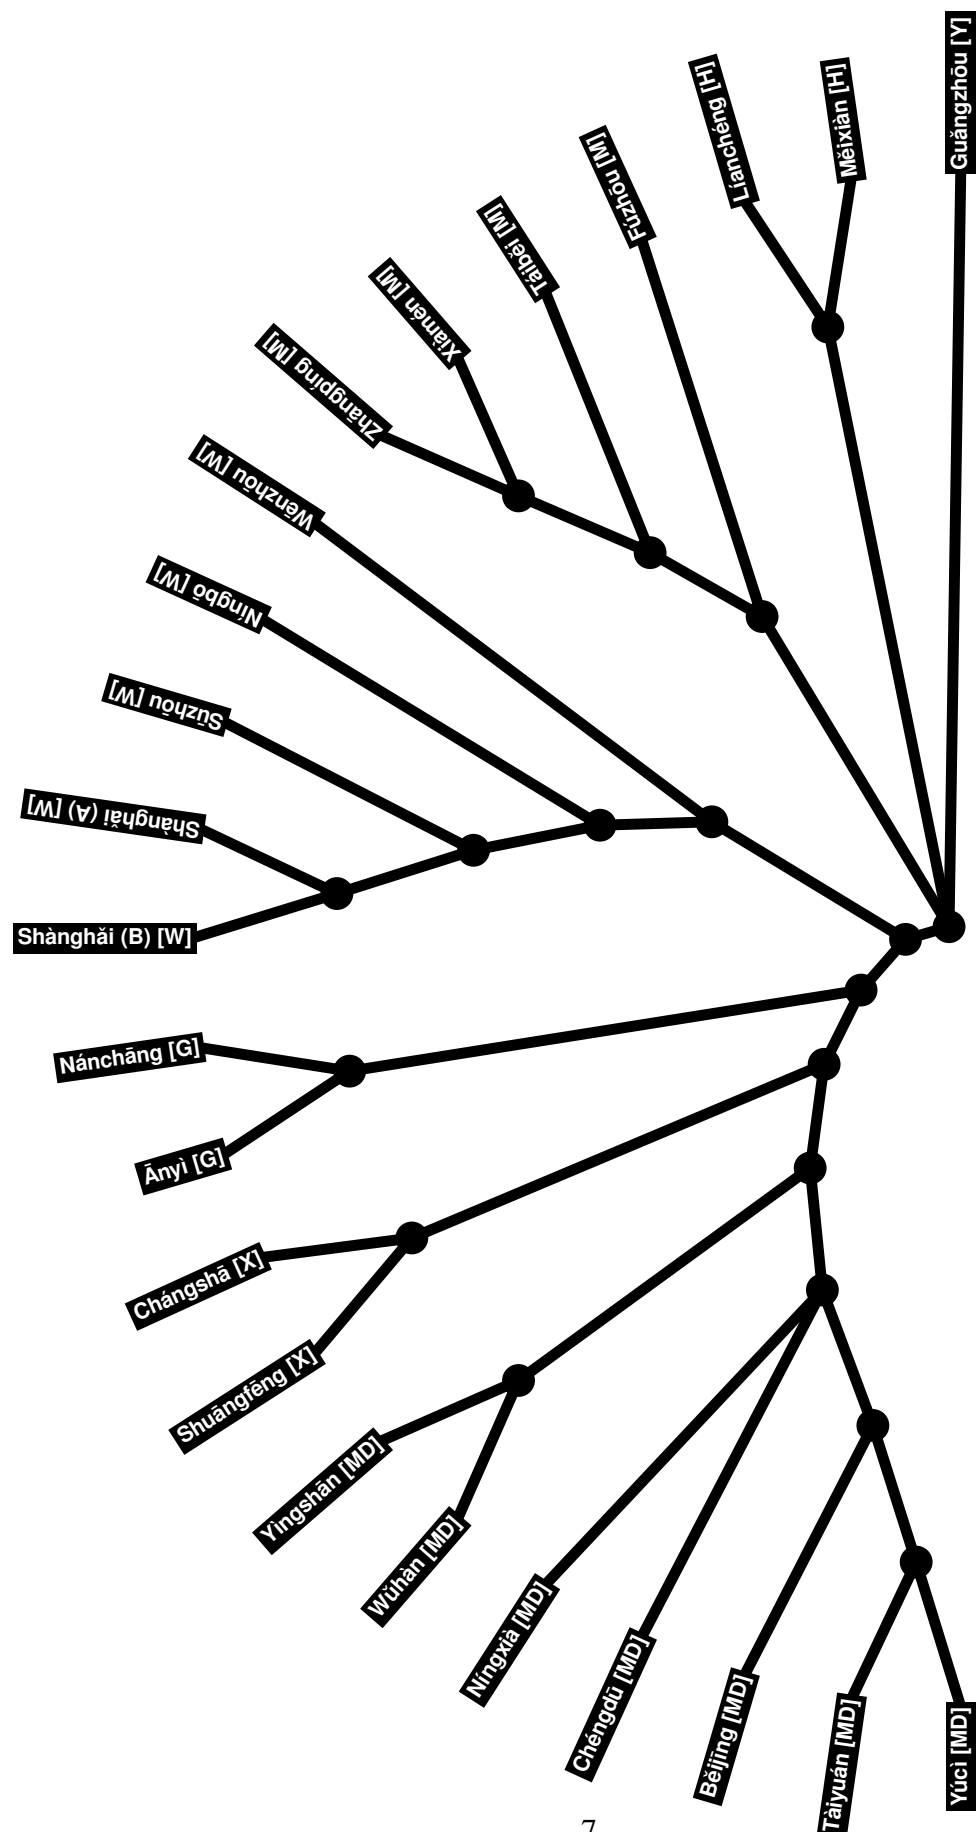 Guǎngzhōu [Y]
Měixiàn [H]
Líanchéng [H]
Fúzhōu [M]
Táiběi [M]
Xiàmén [M]
Zhāngpíng [M]
Wēnzhōu [W]
Níngbō [W]
Sūzhōu [W]
Shànghǎi (A) [W]
Shànghǎi (B) [W]
Nánchāng [G]
Ānyì [G]
Chángshā [X]
Shuāngfēng [X]
Yìngshān [MD]
Wǔhàn [MD]
Níngxià [MD]
Chéngdū [MD]
Běijīng [MD]
Tàiyuán [MD]
Yúcì [MD]
7